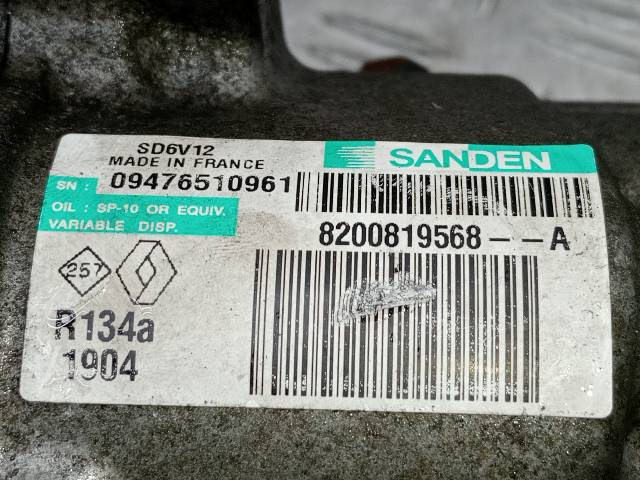 SD6V12
MADE IN FRANCE
SANDEN
SN : 09476510961
OIL : SP-10 OR EQUIV.
VARIABLE DISP.
8200819568--A
257
R134a
1904